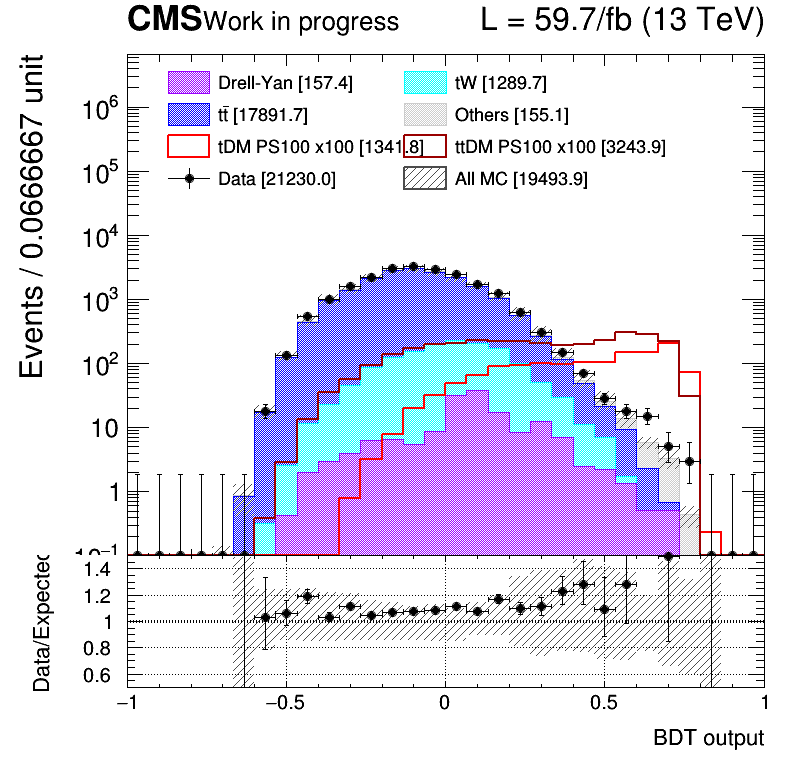 CMS Work in progress L = 59.7/fb (13 TeV)
Events / 0.0666667 unit
Drell-Yan [157.4] tW [1289.7]
tt̄ [17891.7] Others [155.1]
tDM PS100 x100 [1341.8] ttDM PS100 x100 [3243.9]
Data [21230.0] All MC [19493.9]
10⁶
10⁵
10⁴
10³
10²
10
1
10⁻¹
Data/Expected
1.4
1.2
1
0.8
0.6
−1 −0.5 0 0.5 1
BDT output